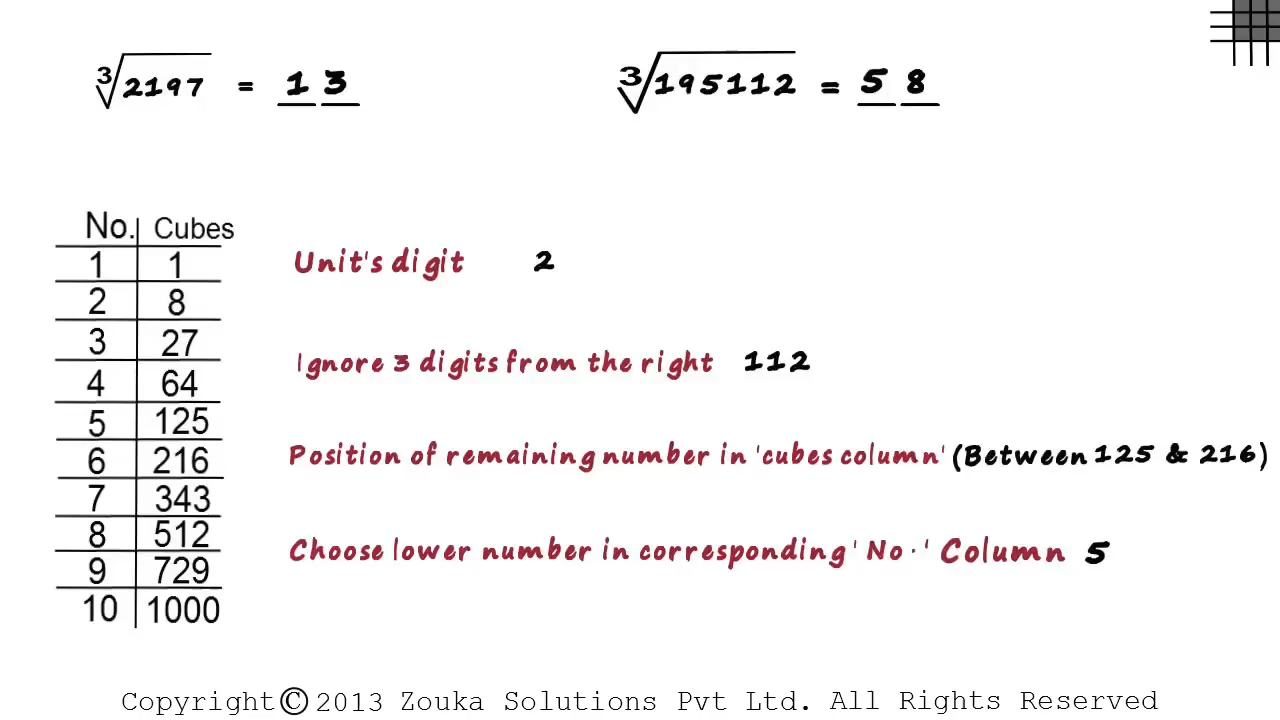 ∛2197 = 1 3
∛195112 = 5 8
No. Cubes
1 1
2 8
3 27
4 64
5 125
6 216
7 343
8 512
9 729
10 1000
Unit's digit 2
Ignore 3 digits from the right 112
Position of remaining number in 'cubes column' (Between 125 & 216)
Choose lower number in corresponding 'No.' Column 5
Copyright © 2013 Zouka Solutions Pvt Ltd. All Rights Reserved